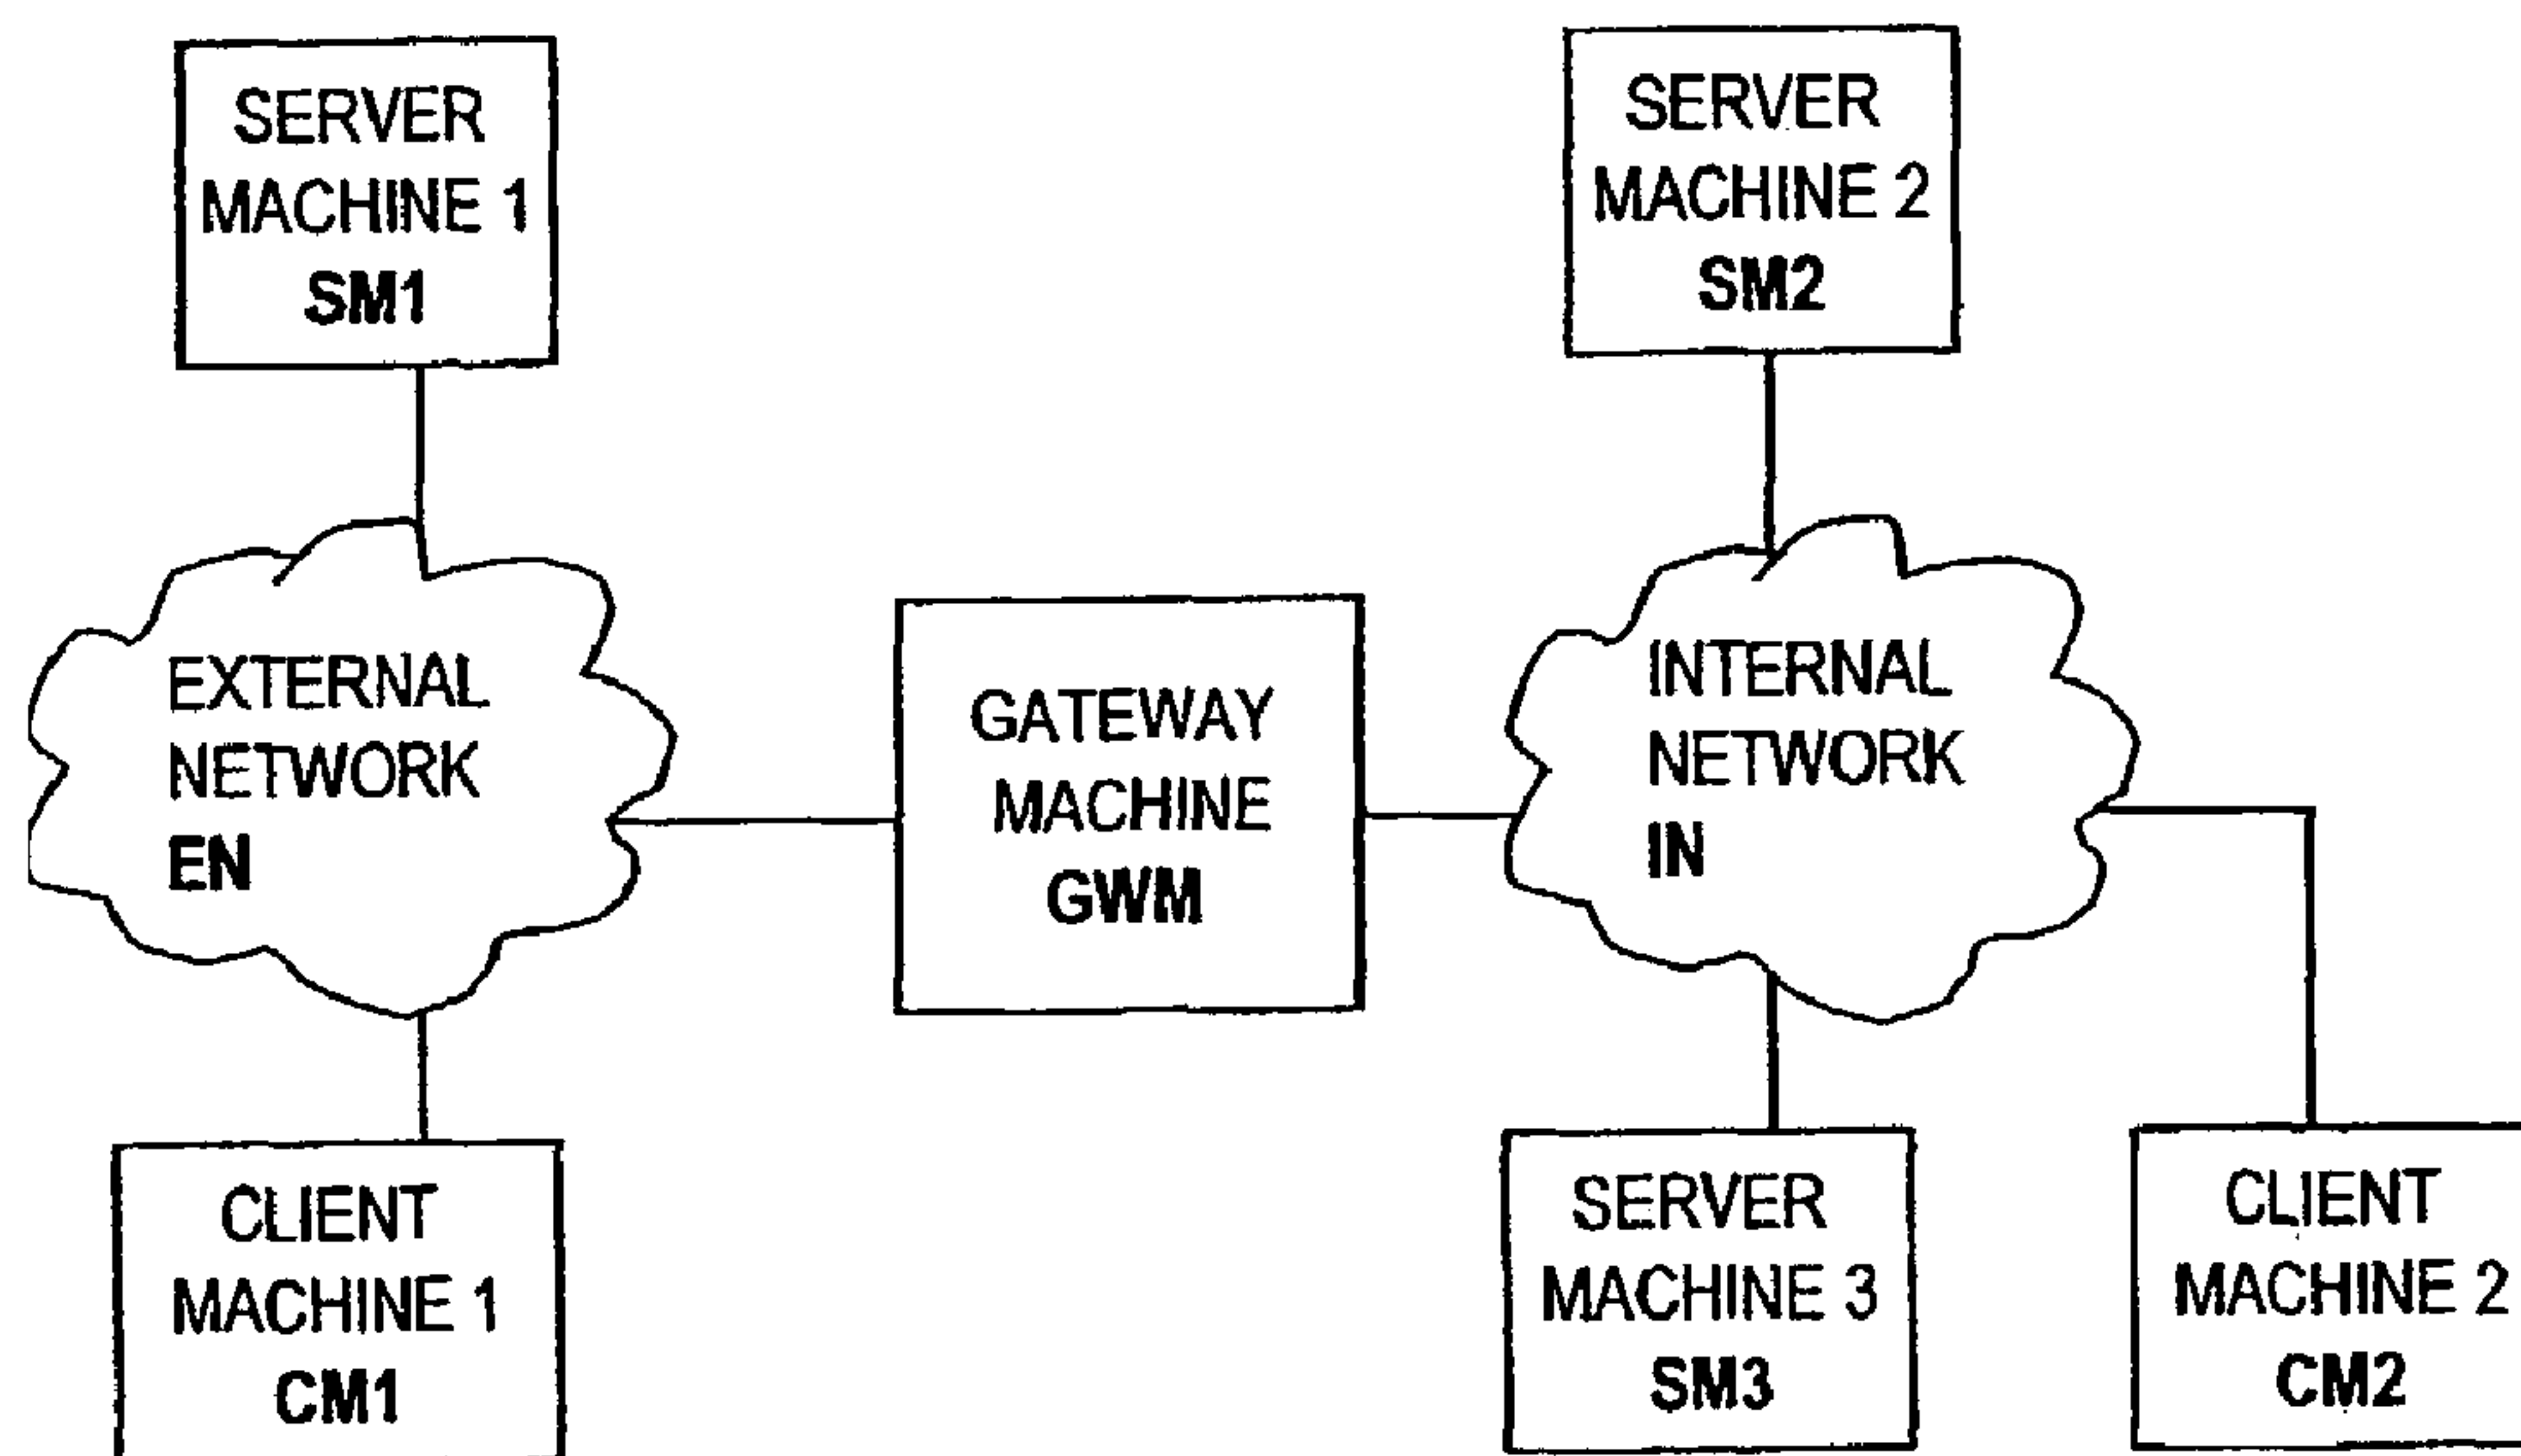 SERVER
MACHINE 1
SM1
SERVER
MACHINE 2
SM2
EXTERNAL
NETWORK
EN
GATEWAY
MACHINE
GWM
INTERNAL
NETWORK
IN
CLIENT
MACHINE 1
CM1
SERVER
MACHINE 3
SM3
CLIENT
MACHINE 2
CM2